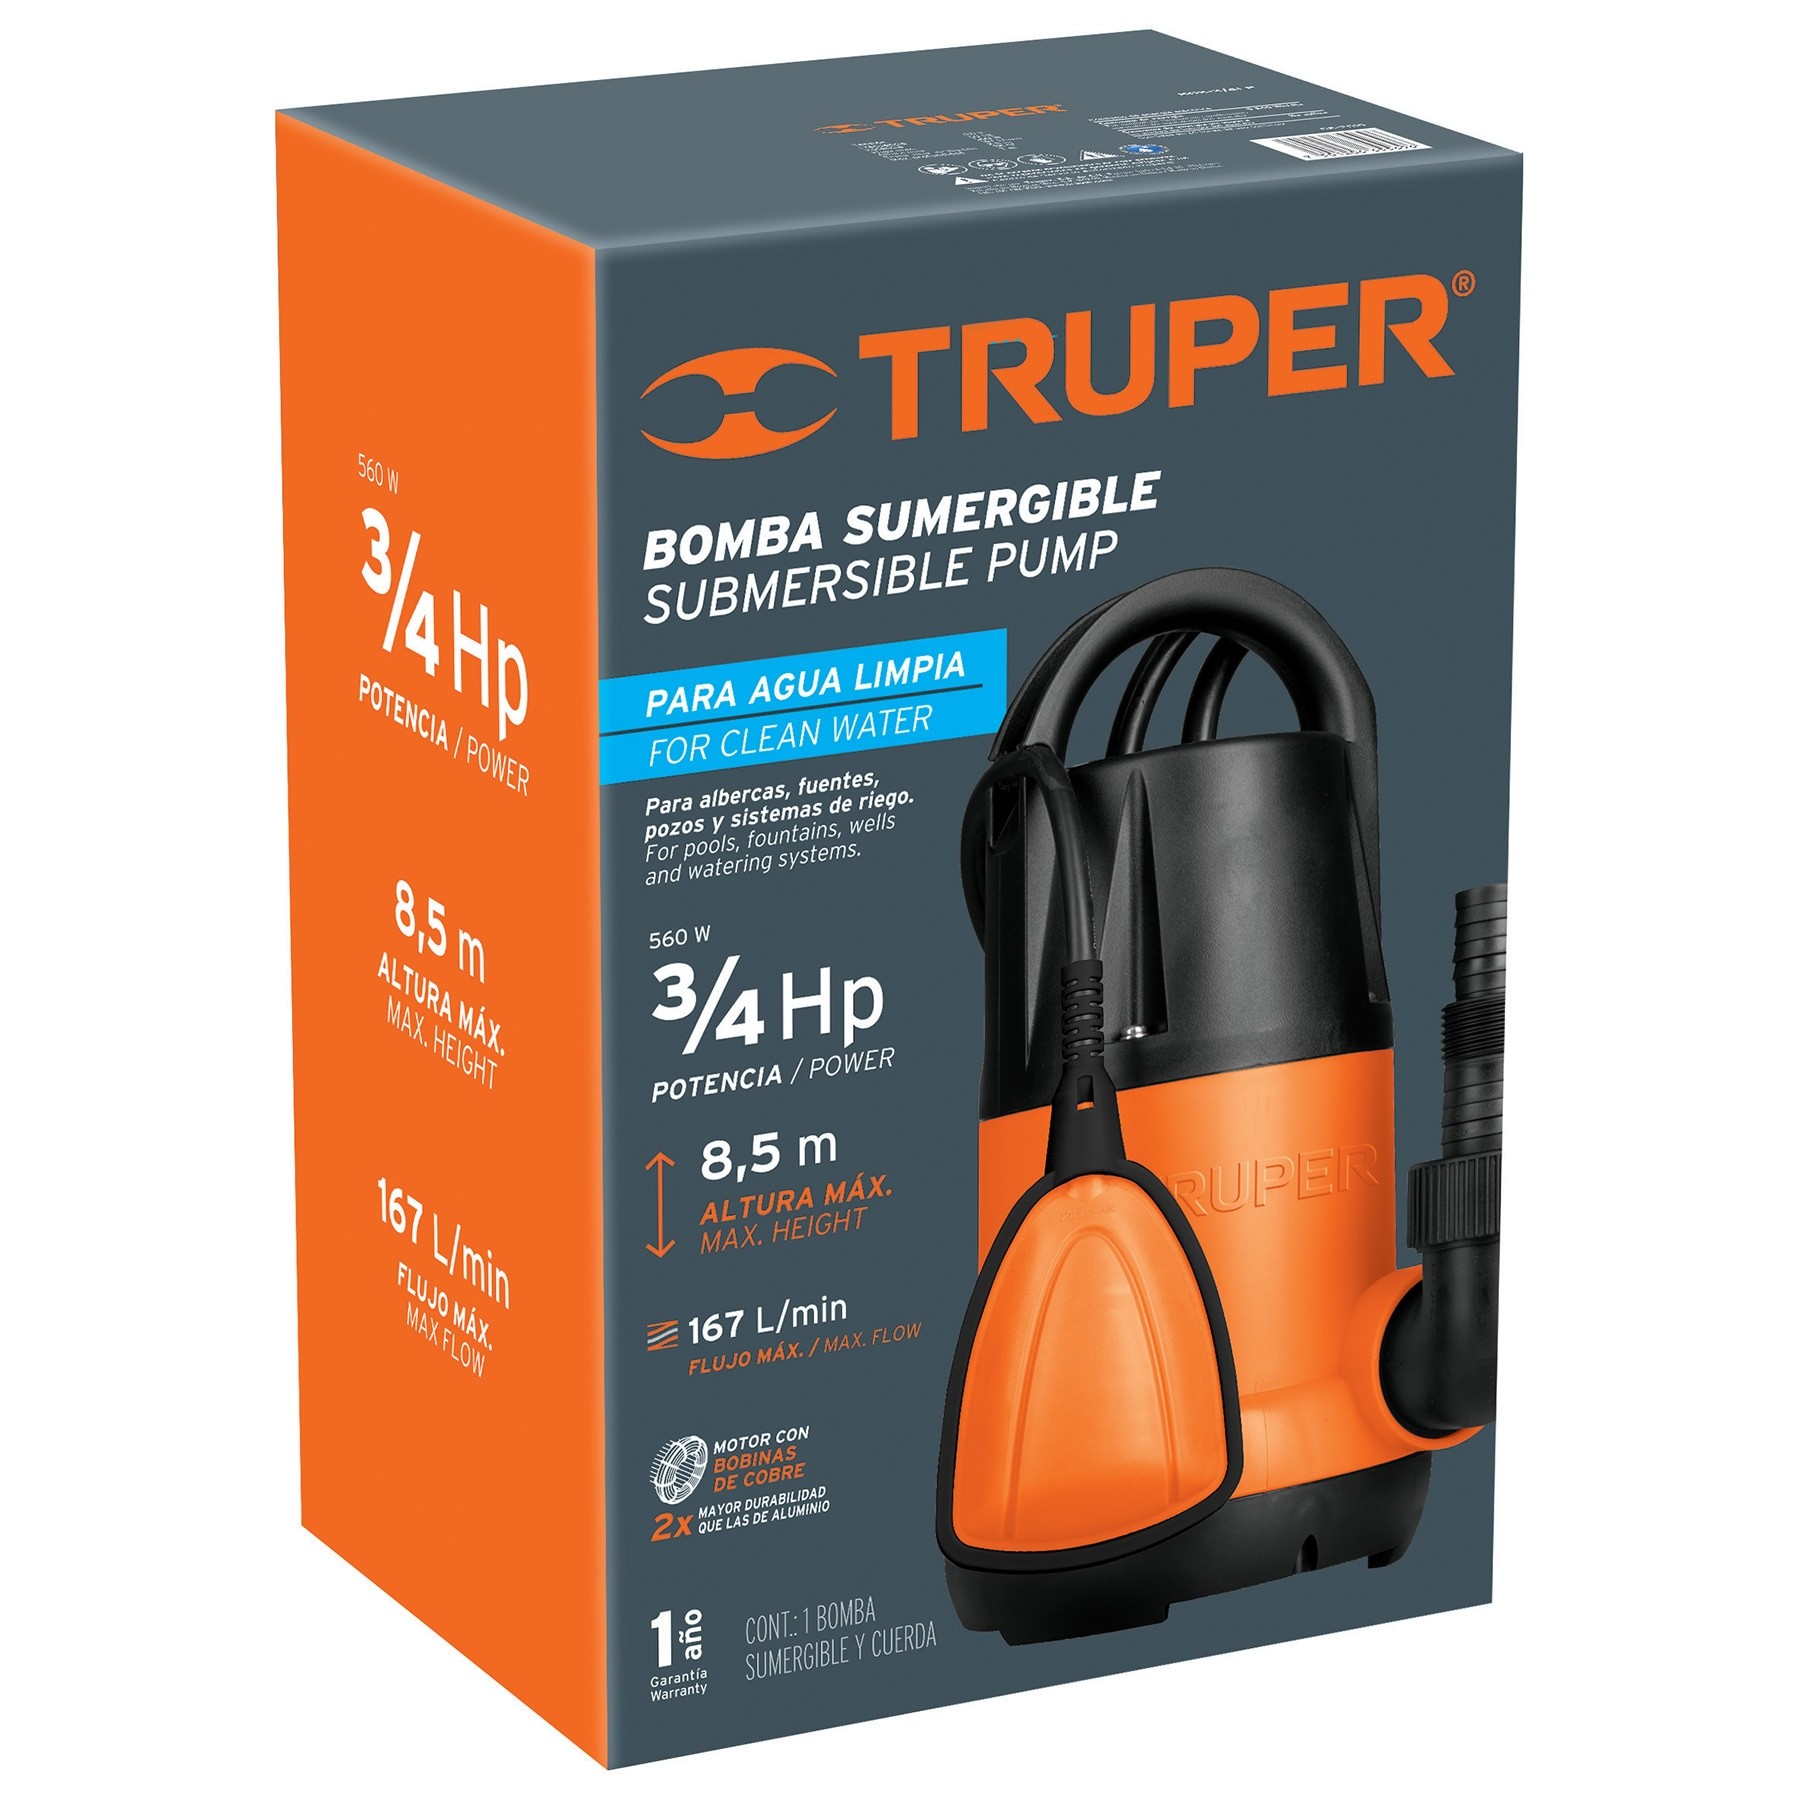 TRUPER
TRUPER®
BOMBA SUMERGIBLE
SUBMERSIBLE PUMP
PARA AGUA LIMPIA
FOR CLEAN WATER
Para albercas, fuentes,
pozos y sistemas de riego.
For pools, fountains, wells
and watering systems.
560 W
3/4 Hp
POTENCIA / POWER
8,5 m
ALTURA MÁX.
MAX. HEIGHT
167 L/min
FLUJO MÁX. / MAX. FLOW
MOTOR CON
BOBINAS
DE COBRE
2x MAYOR DURABILIDAD
QUE LAS DE ALUMINIO
1 año
Garantía
Warranty
CONT.: 1 BOMBA
SUMERGIBLE Y CUERDA
560 W
3/4 Hp
POTENCIA / POWER
8,5 m
ALTURA MÁX.
MAX. HEIGHT
167 L/min
FLUJO MÁX.
MAX FLOW
RUPER